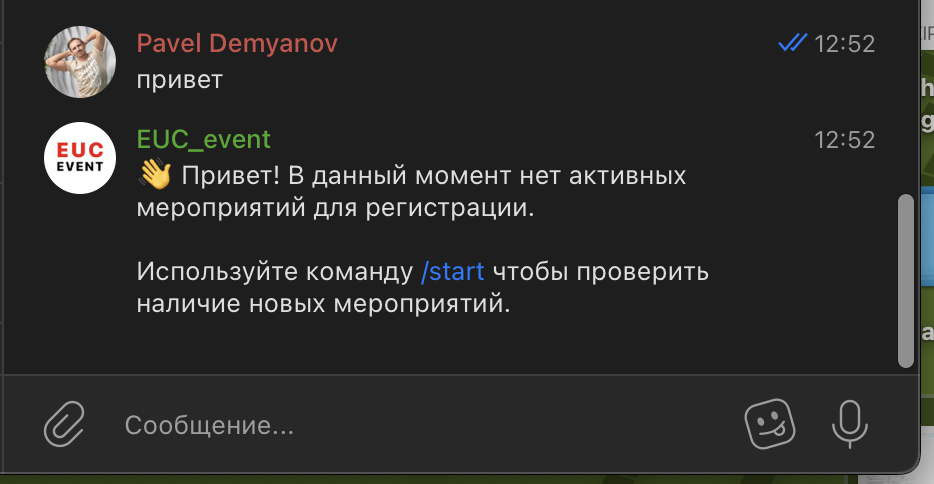 Pavel Demyanov
12:52
привет
EUC
EVENT
EUC_event
12:52
👋 Привет! В данный момент нет активных
мероприятий для регистрации.
Используйте команду /start чтобы проверить
наличие новых мероприятий.
Сообщение...